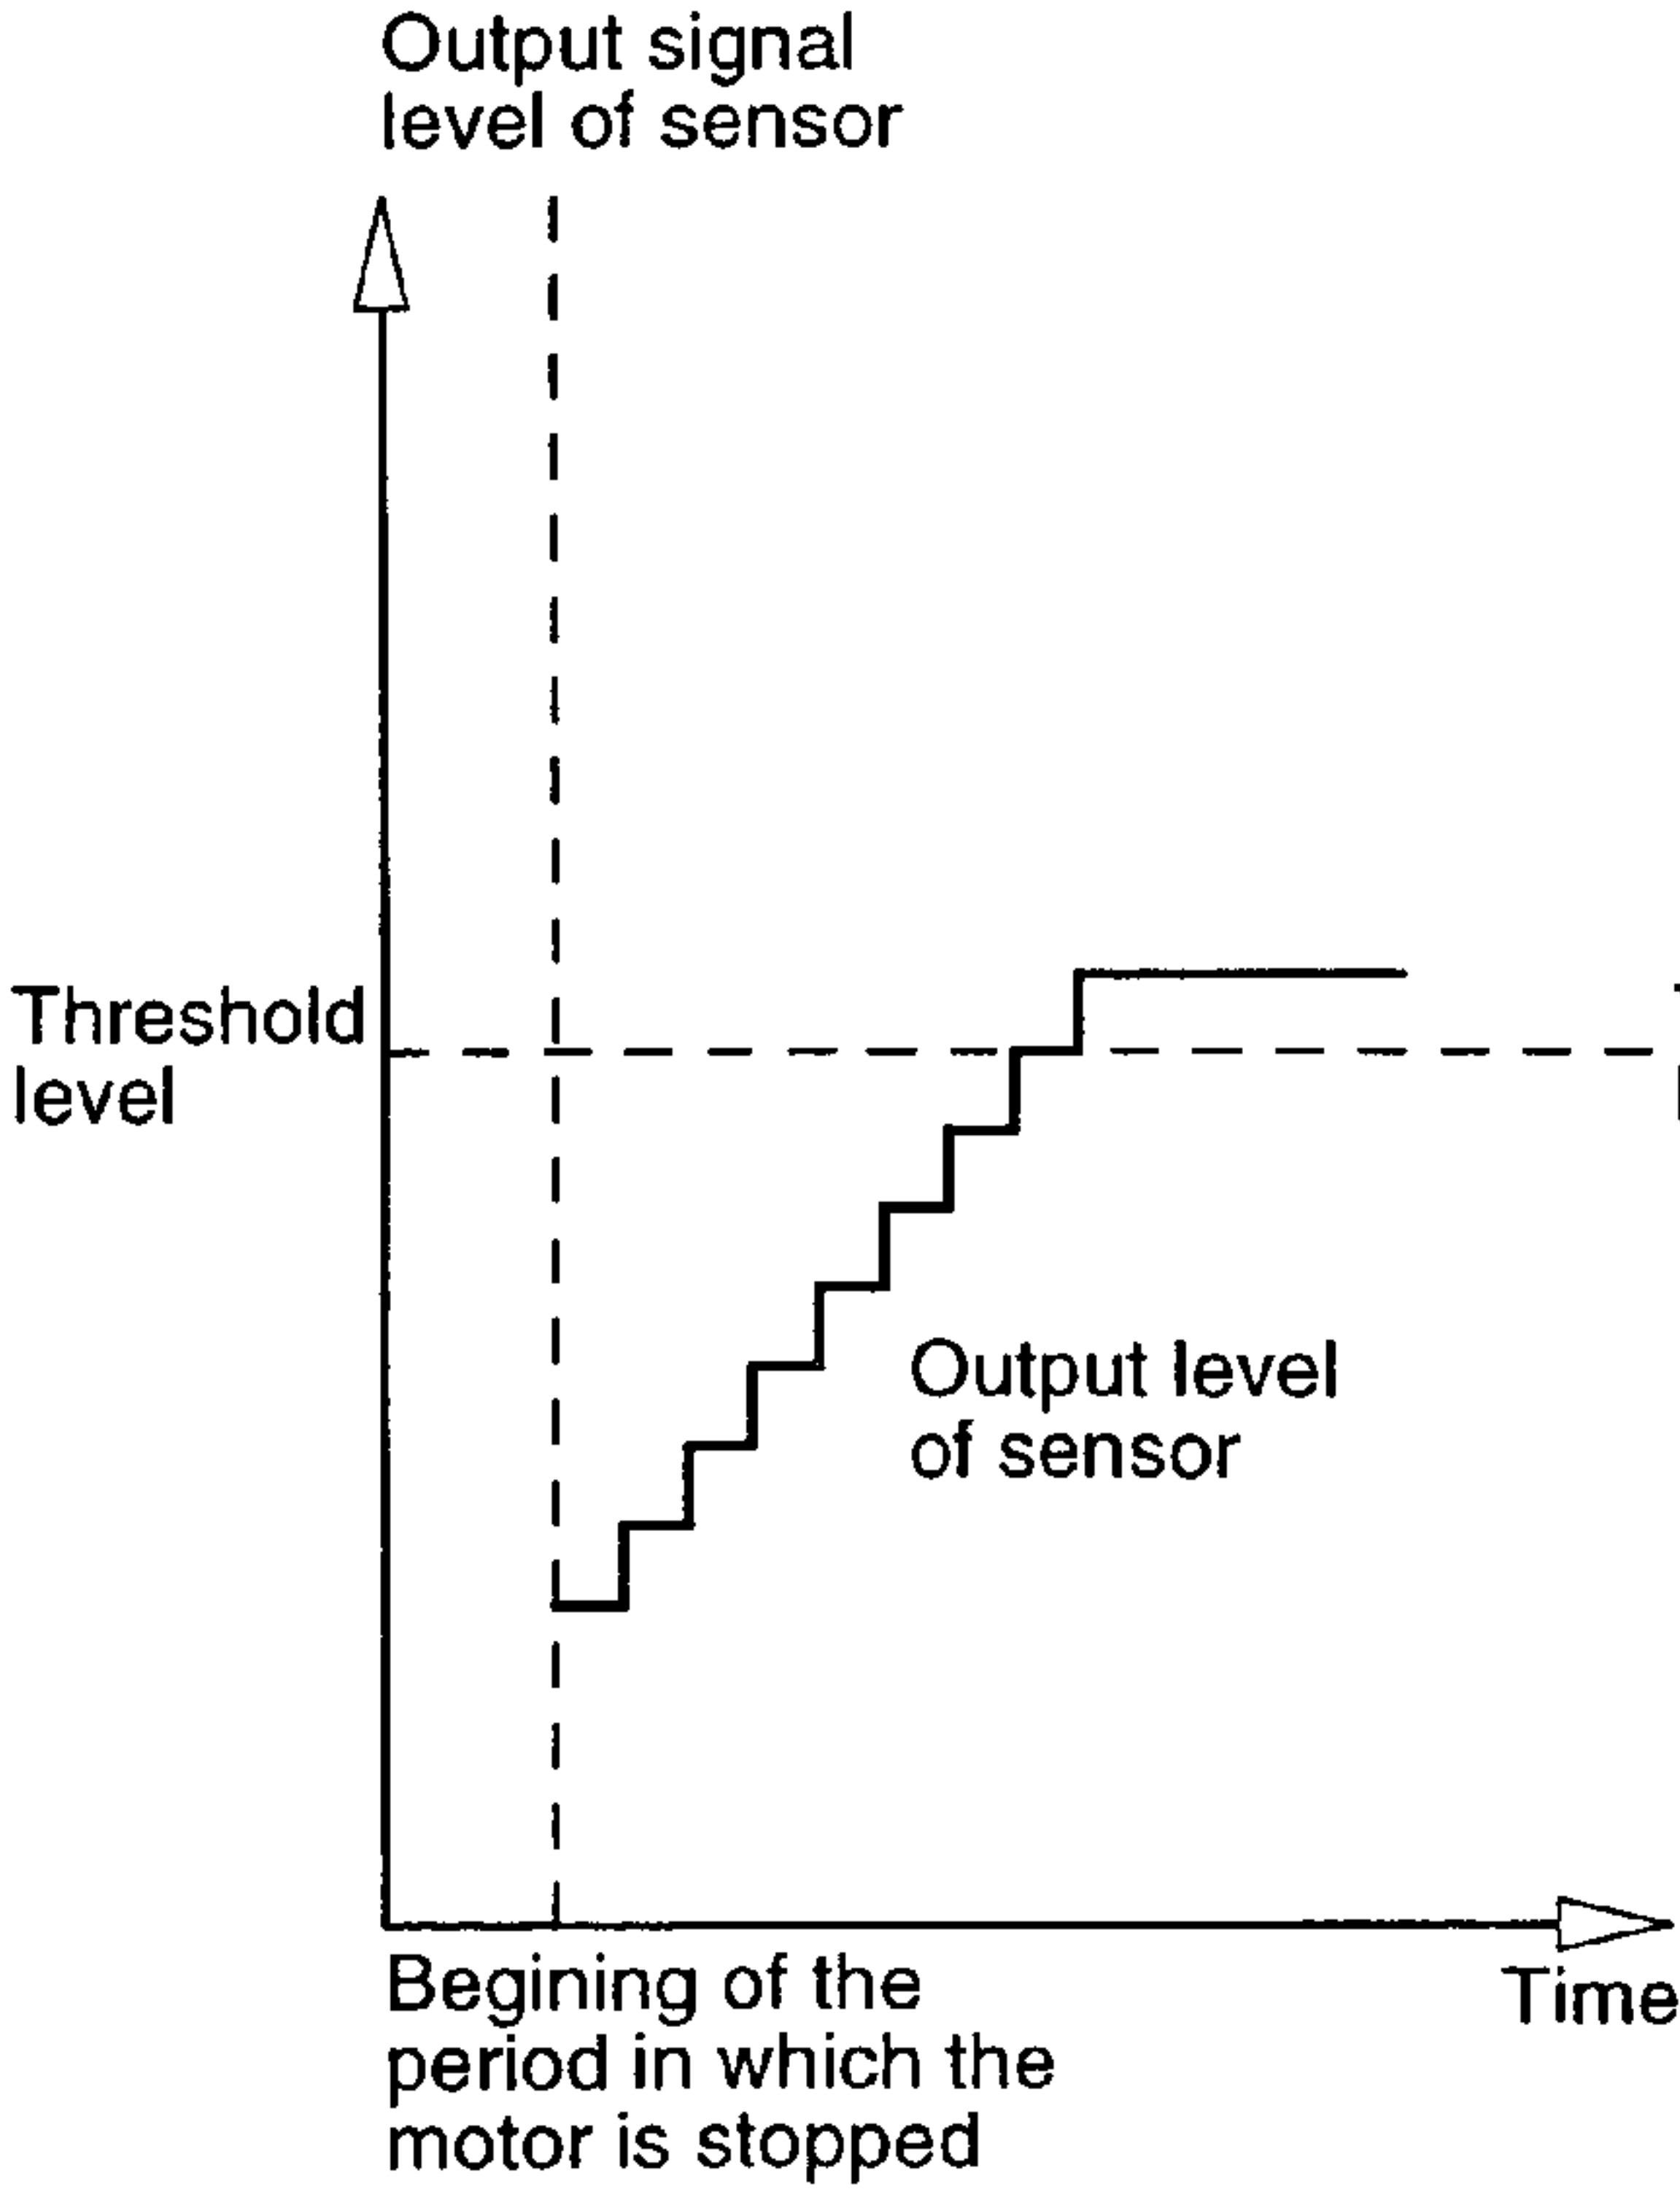 Output signal
level of sensor
Threshold
level
Output level
of sensor
Begining of the
period in which the
motor is stopped
Time